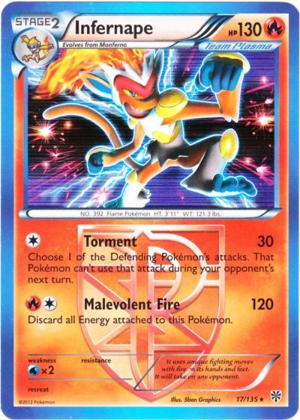 STAGE2 Infernape HP130
Evolves from Monferno Team Plasma
NO. 392 Flame Pokémon HT. 3'11" WT. 121.3 lbs.
Torment 30
Choose 1 of the Defending Pokémon's attacks. That
Pokémon can't use that attack during your opponent's
next turn.
Malevolent Fire 120
Discard all Energy attached to this Pokémon.
weakness resistance
×2
retreat
It uses unique fighting moves
with fire on its hands and feet.
It will take on any opponent.
Illus. 5ban Graphics 17/135 ★
©2012 Pokémon